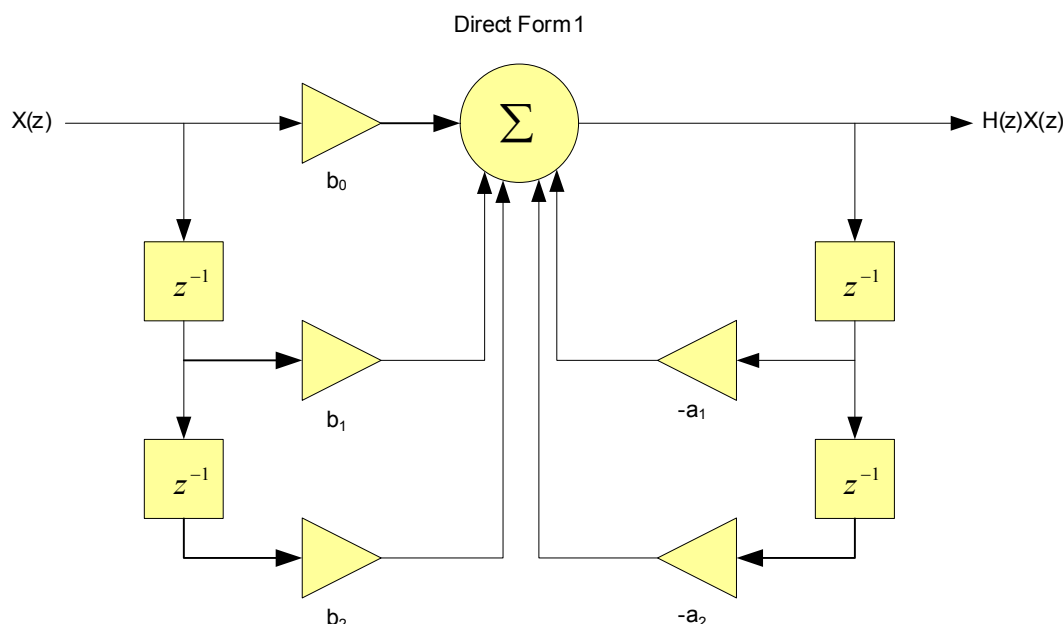 Direct Form 1
X(z)
Σ
H(z)X(z)
b₀
z⁻¹
z⁻¹
b₁
-a₁
z⁻¹
z⁻¹
b₂
-a₂